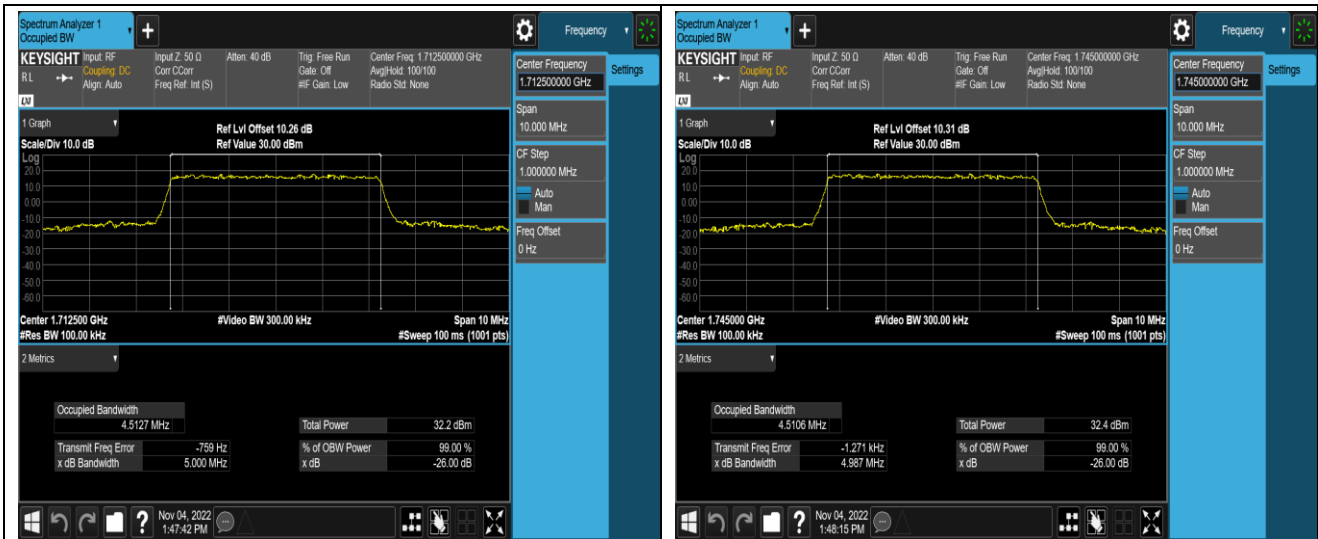 Spectrum Analyzer 1
Occupied BW
Frequency
KEYSIGHT
R L
LXI
Input: RF
Coupling: DC
Align: Auto
Input Z: 50 Ω
Corr CCorr
Freq Ref: Int (S)
Atten: 40 dB
Trig: Free Run
Gate: Off
#IF Gain: Low
Center Freq: 1.712500000 GHz
Avg|Hold: 100/100
Radio Std: None
Center Frequency
1.712500000 GHz
Settings
Span
10.000 MHz
CF Step
1.000000 MHz
Auto
Man
Freq Offset
0 Hz
1 Graph
Ref Lvl Offset 10.26 dB
Scale/Div 10.0 dB
Ref Value 30.00 dBm
Log
20.0
10.0
0.00
-10.0
-20.0
-30.0
-40.0
-50.0
-60.0
Center 1.712500 GHz
#Video BW 300.00 kHz
Span 10 MHz
#Res BW 100.00 kHz
#Sweep 100 ms (1001 pts)
2 Metrics
Occupied Bandwidth
4.5127 MHz
Total Power
32.2 dBm
Transmit Freq Error
-759 Hz
% of OBW Power
99.00 %
x dB Bandwidth
5.000 MHz
x dB
-26.00 dB
?
Nov 04, 2022
1:47:42 PM
Spectrum Analyzer 1
Occupied BW
Frequency
KEYSIGHT
R L
LXI
Input: RF
Coupling: DC
Align: Auto
Input Z: 50 Ω
Corr CCorr
Freq Ref: Int (S)
Atten: 40 dB
Trig: Free Run
Gate: Off
#IF Gain: Low
Center Freq: 1.745000000 GHz
Avg|Hold: 100/100
Radio Std: None
Center Frequency
1.745000000 GHz
Settings
Span
10.000 MHz
CF Step
1.000000 MHz
Auto
Man
Freq Offset
0 Hz
1 Graph
Ref Lvl Offset 10.31 dB
Scale/Div 10.0 dB
Ref Value 30.00 dBm
Log
20.0
10.0
0.00
-10.0
-20.0
-30.0
-40.0
-50.0
-60.0
Center 1.745000 GHz
#Video BW 300.00 kHz
Span 10 MHz
#Res BW 100.00 kHz
#Sweep 100 ms (1001 pts)
2 Metrics
Occupied Bandwidth
4.5106 MHz
Total Power
32.4 dBm
Transmit Freq Error
-1.271 kHz
% of OBW Power
99.00 %
x dB Bandwidth
4.987 MHz
x dB
-26.00 dB
?
Nov 04, 2022
1:48:15 PM